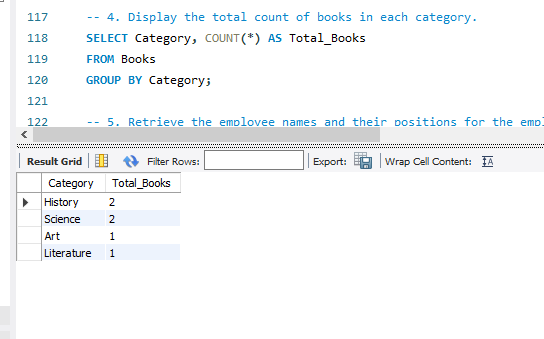 117 -- 4. Display the total count of books in each category.
118 SELECT Category, COUNT(*) AS Total_Books
119 FROM Books
120 GROUP BY Category;
121
122 -- 5. Retrieve the employee names and their positions for the empl
Result Grid Filter Rows: Export: Wrap Cell Content: IA
Category Total_Books
History 2
Science 2
Art 1
Literature 1